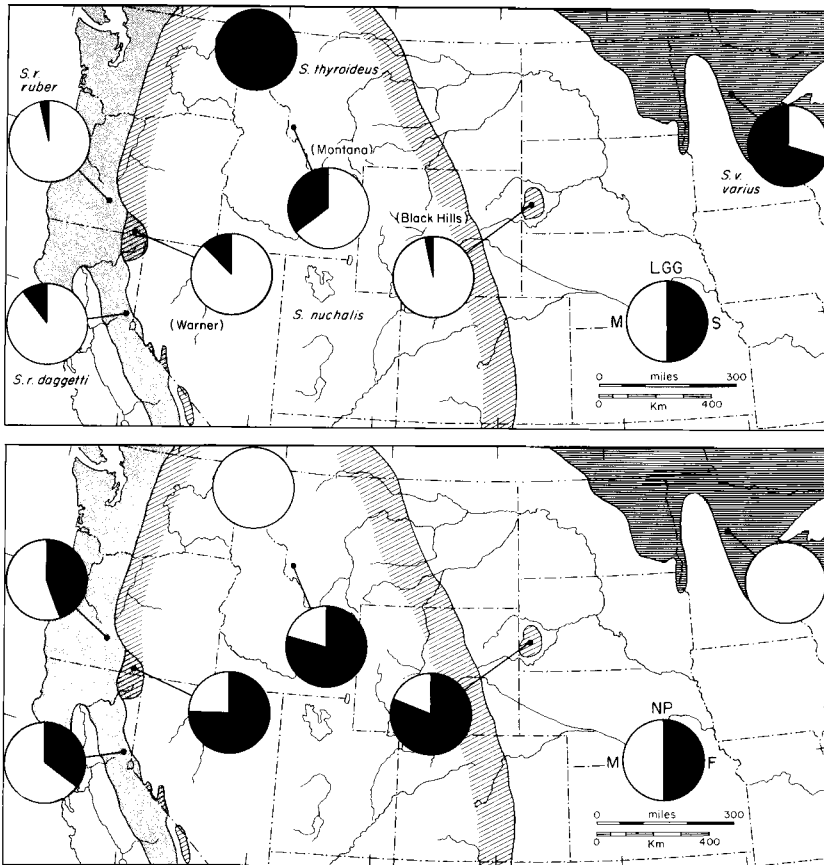 S. r.
ruber
S. thyroideus
(Montana)
S. v.
varius
(Black Hills)
LGG
M
S
(Warner)
S. nuchalis
0 miles 300
0 Km 400
S. r. daggetti
NP
M
F
0 miles 300
0 Km 400